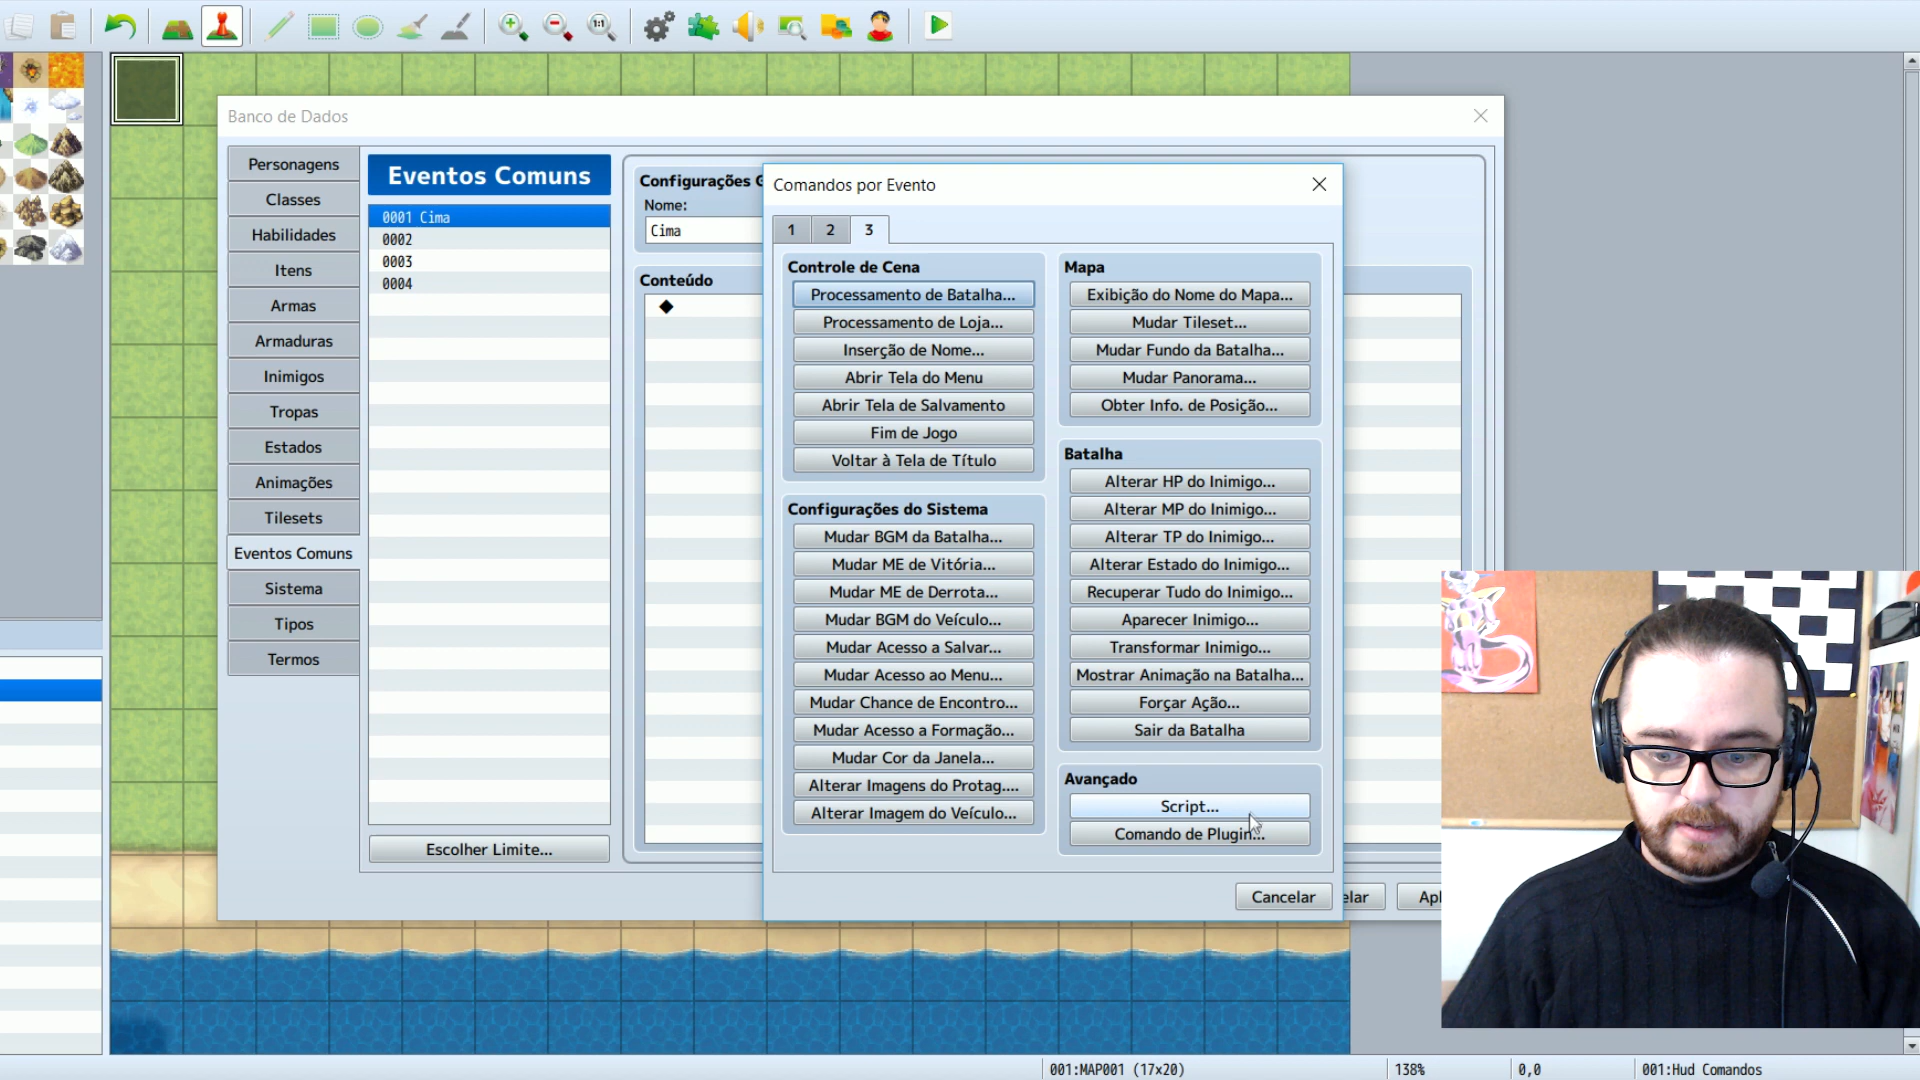 1:1
Banco de Dados
Personagens
Classes
Habilidades
Itens
Armas
Armaduras
Inimigos
Tropas
Estados
Animações
Tilesets
Eventos Comuns
Sistema
Tipos
Termos
Eventos Comuns
0001 Cima
0002
0003
0004
Escolher Limite...
Configurações G
Nome:
Cima
Conteúdo
◆
Comandos por Evento
1
2
3
Controle de Cena
Processamento de Batalha...
Processamento de Loja...
Inserção de Nome...
Abrir Tela do Menu
Abrir Tela de Salvamento
Fim de Jogo
Voltar à Tela de Título
Configurações do Sistema
Mudar BGM da Batalha...
Mudar ME de Vitória...
Mudar ME de Derrota...
Mudar BGM do Veículo...
Mudar Acesso a Salvar...
Mudar Acesso ao Menu...
Mudar Chance de Encontro...
Mudar Acesso a Formação...
Mudar Cor da Janela...
Alterar Imagens do Protag....
Alterar Imagem do Veículo...
Mapa
Exibição do Nome do Mapa...
Mudar Tileset...
Mudar Fundo da Batalha...
Mudar Panorama...
Obter Info. de Posição...
Batalha
Alterar HP do Inimigo...
Alterar MP do Inimigo...
Alterar TP do Inimigo...
Alterar Estado do Inimigo...
Recuperar Tudo do Inimigo...
Aparecer Inimigo...
Transformar Inimigo...
Mostrar Animação na Batalha...
Forçar Ação...
Sair da Batalha
Avançado
Script...
Comando de Plugin...
Cancelar
elar
Apl
001:MAP001 (17x20)
138%
0,0
001:Hud Comandos